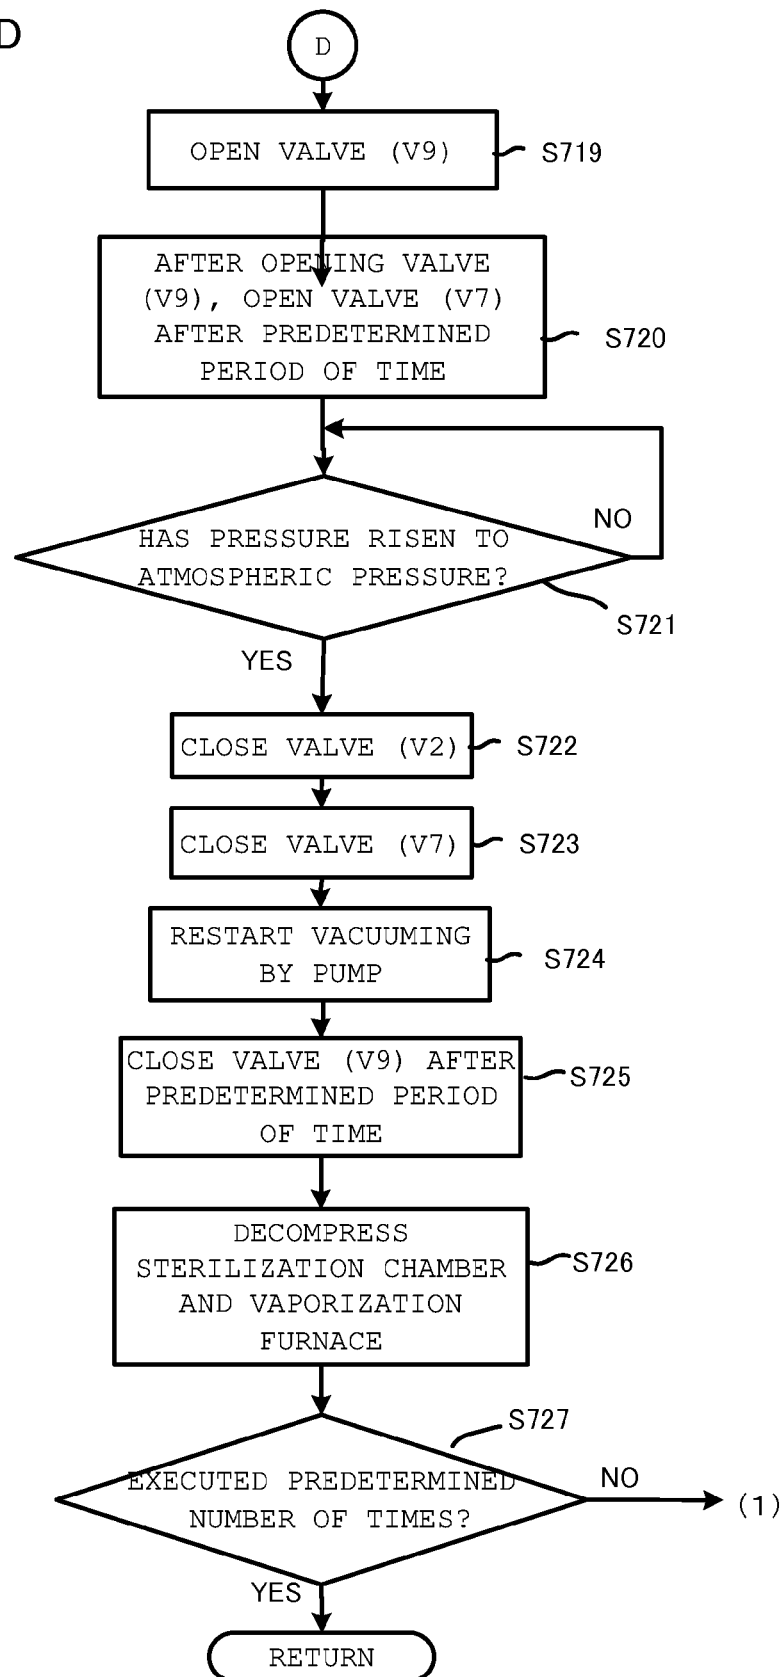 D
D
OPEN VALVE (V9)
S719
AFTER OPENING VALVE
(V9), OPEN VALVE (V7)
AFTER PREDETERMINED
PERIOD OF TIME
S720
NO
HAS PRESSURE RISEN TO
ATMOSPHERIC PRESSURE?
S721
YES
CLOSE VALVE (V2)
S722
CLOSE VALVE (V7)
S723
RESTART VACUUMING
BY PUMP
S724
CLOSE VALVE (V9) AFTER
PREDETERMINED PERIOD
OF TIME
S725
DECOMPRESS
STERILIZATION CHAMBER
AND VAPORIZATION
FURNACE
S726
S727
EXECUTED PREDETERMINED
NUMBER OF TIMES?
NO
(1)
YES
RETURN